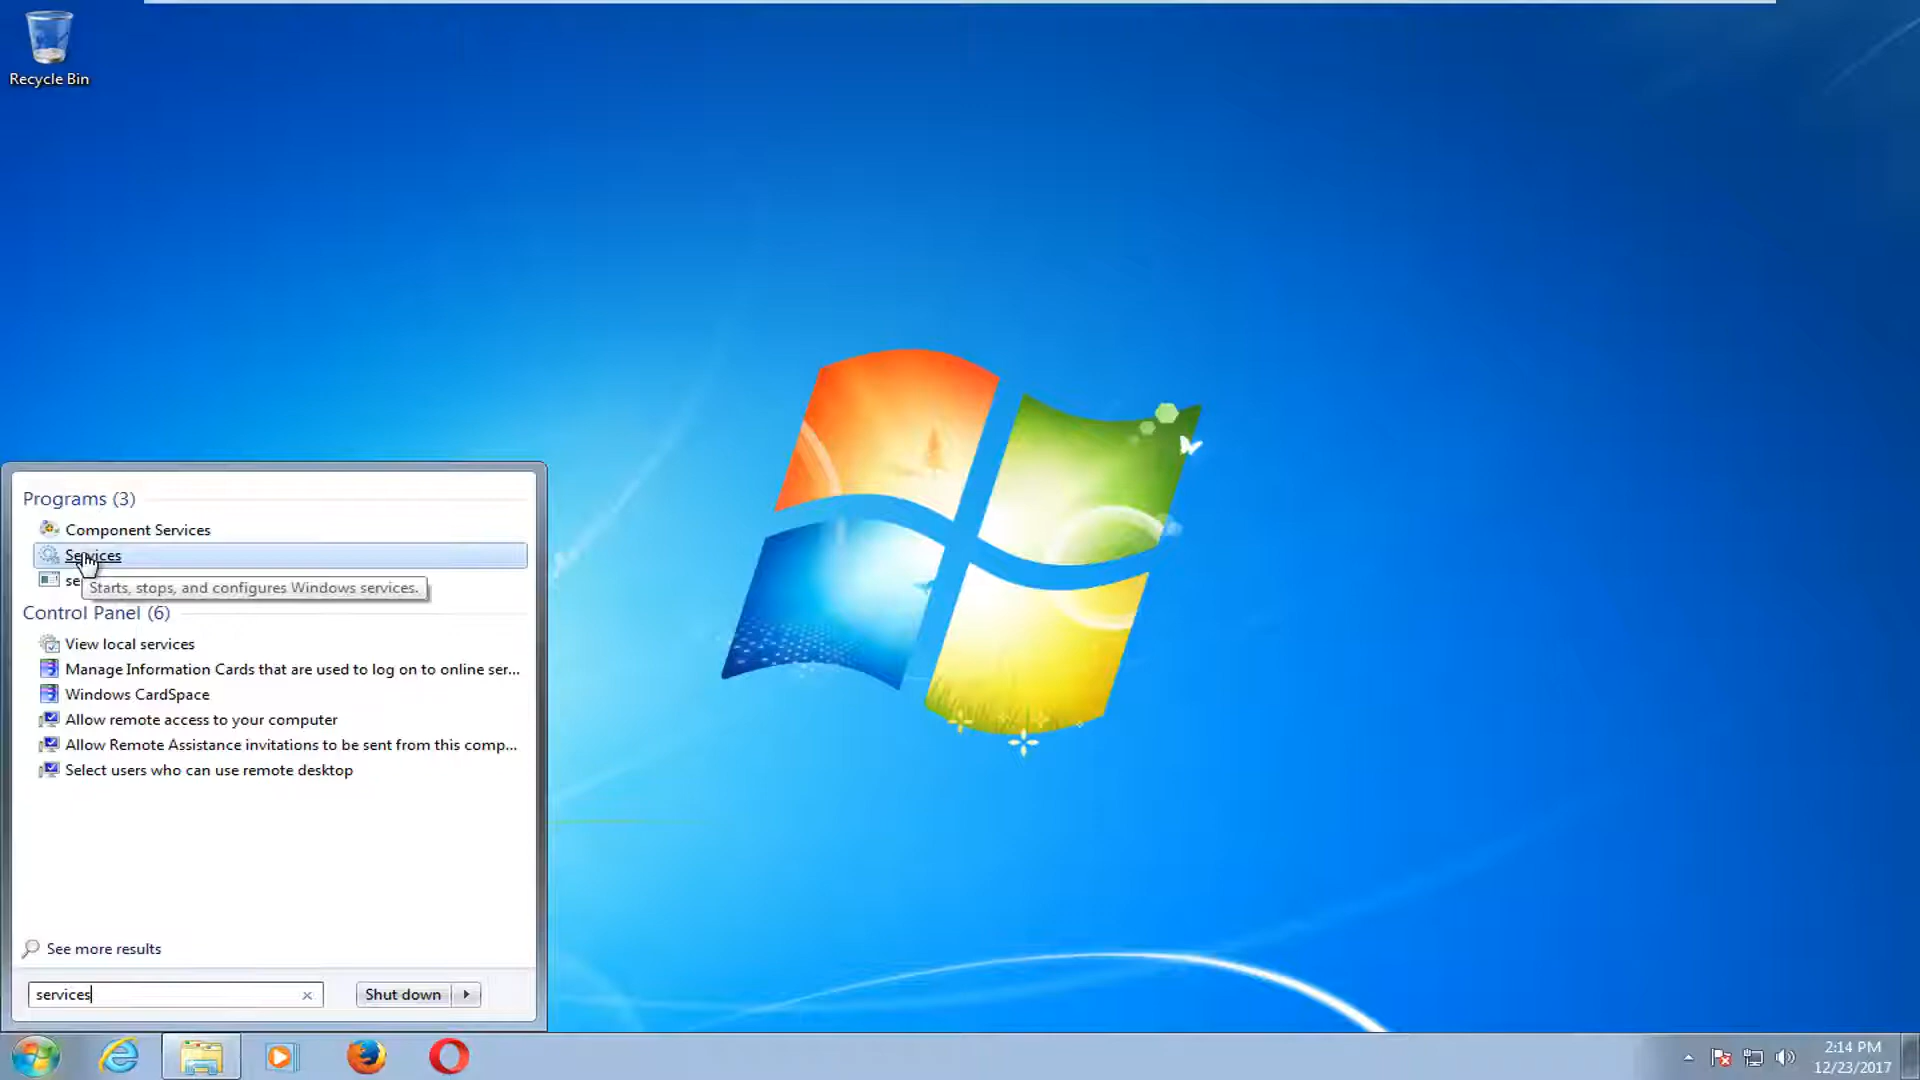 Recycle Bin
Programs (3)
Component Services
Services
se
Starts, stops, and configures Windows services.
Control Panel (6)
View local services
Manage Information Cards that are used to log on to online ser...
Windows CardSpace
Allow remote access to your computer
Allow Remote Assistance invitations to be sent from this comp...
Select users who can use remote desktop
See more results
services
Shut down
2:14 PM
12/23/2017